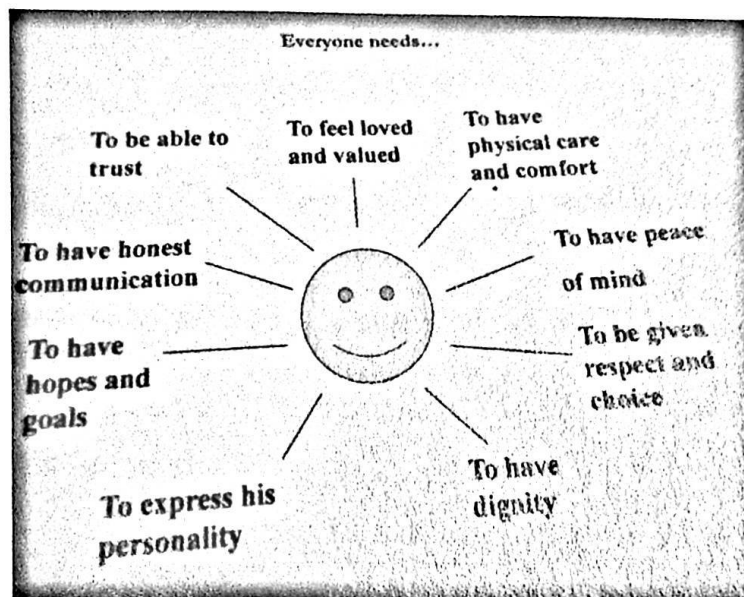 Everyone needs...
To be able to
trust
To feel loved
and valued
To have
physical care
and comfort
To have honest
communication
To have peace
of mind
To have
hopes and
goals
To be given
respect and
choice
To express his
personality
To have
dignity